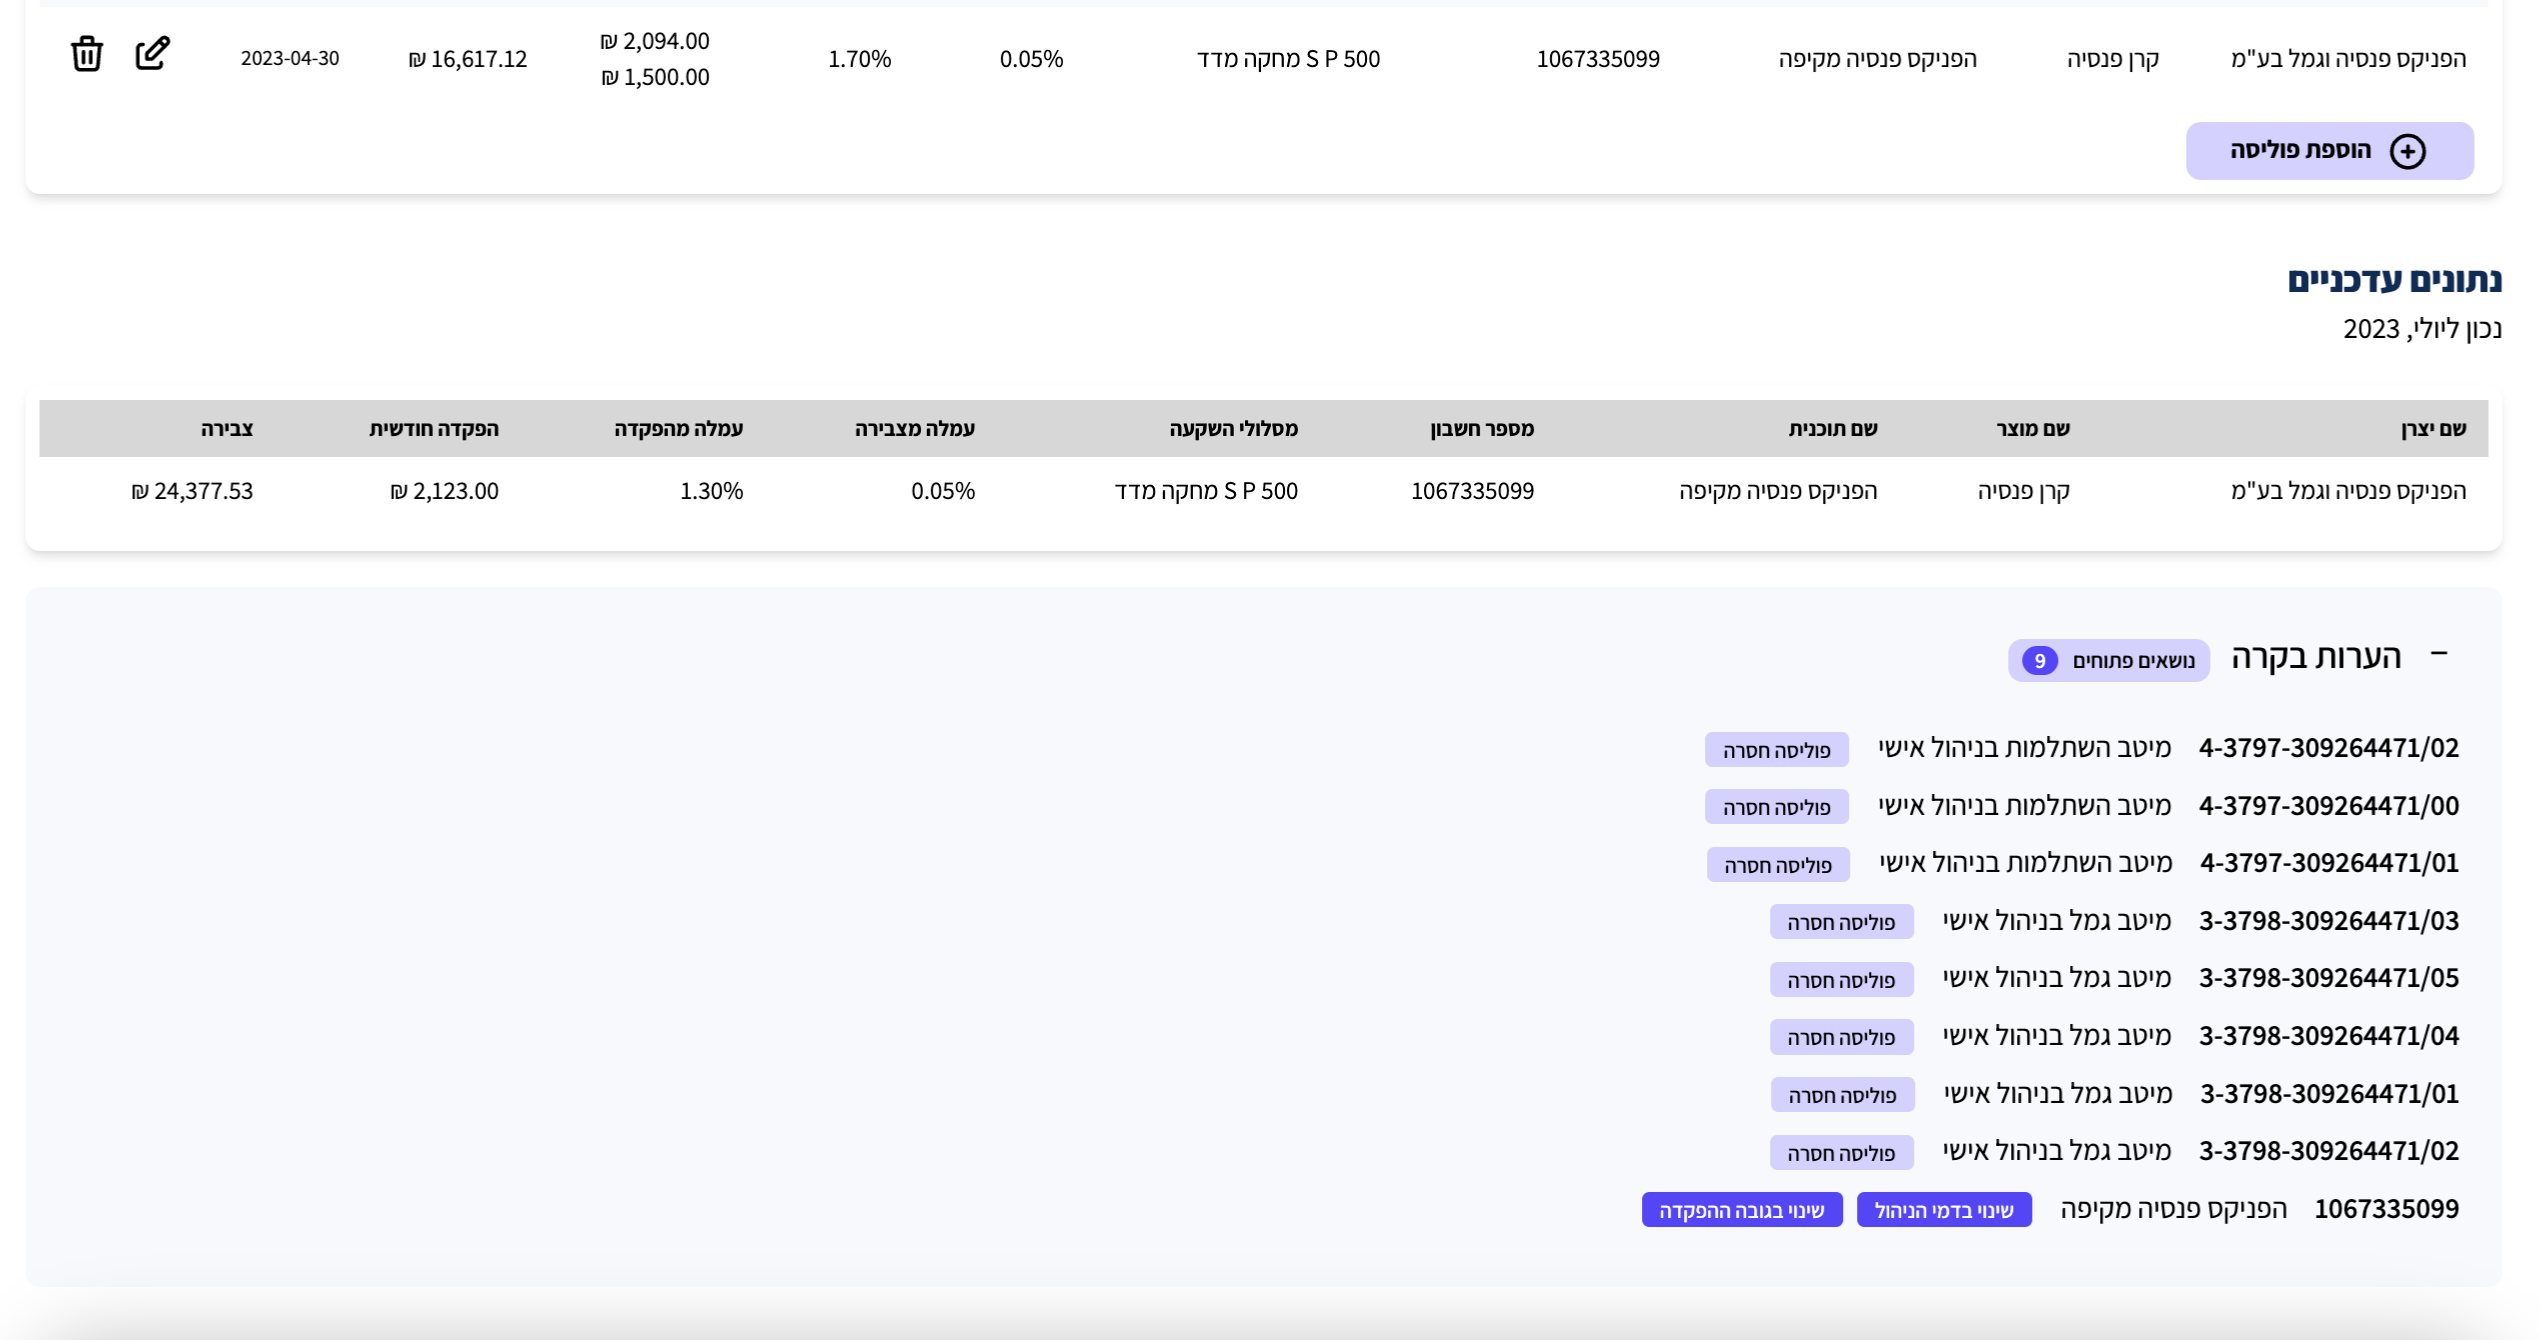 הפניקס פנסיה וגמל בע"מ קרן פנסיה הפניקס פנסיה מקיפה 1067335099 S P 500 מחקה מדד 0.05% 1.70% 2,094.00 ₪ 1,500.00 ₪ 16,617.12 ₪ 2023-04-30
הוספת פוליסה
נתונים עדכניים
נכון ליולי, 2023
שם יצרן שם מוצר שם תוכנית מספר חשבון מסלולי השקעה עמלה מצבירה עמלה מהפקדה הפקדה חודשית צבירה
הפניקס פנסיה וגמל בע"מ קרן פנסיה הפניקס פנסיה מקיפה 1067335099 S P 500 מחקה מדד 0.05% 1.30% 2,123.00 ₪ 24,377.53 ₪
– הערות בקרה נושאים פתוחים 9
4-3797-309264471/02 מיטב השתלמות בניהול אישי פוליסה חסרה
4-3797-309264471/00 מיטב השתלמות בניהול אישי פוליסה חסרה
4-3797-309264471/01 מיטב השתלמות בניהול אישי פוליסה חסרה
3-3798-309264471/03 מיטב גמל בניהול אישי פוליסה חסרה
3-3798-309264471/05 מיטב גמל בניהול אישי פוליסה חסרה
3-3798-309264471/04 מיטב גמל בניהול אישי פוליסה חסרה
3-3798-309264471/01 מיטב גמל בניהול אישי פוליסה חסרה
3-3798-309264471/02 מיטב גמל בניהול אישי פוליסה חסרה
1067335099 הפניקס פנסיה מקיפה שינוי בדמי הניהול שינוי בגובה ההפקדה